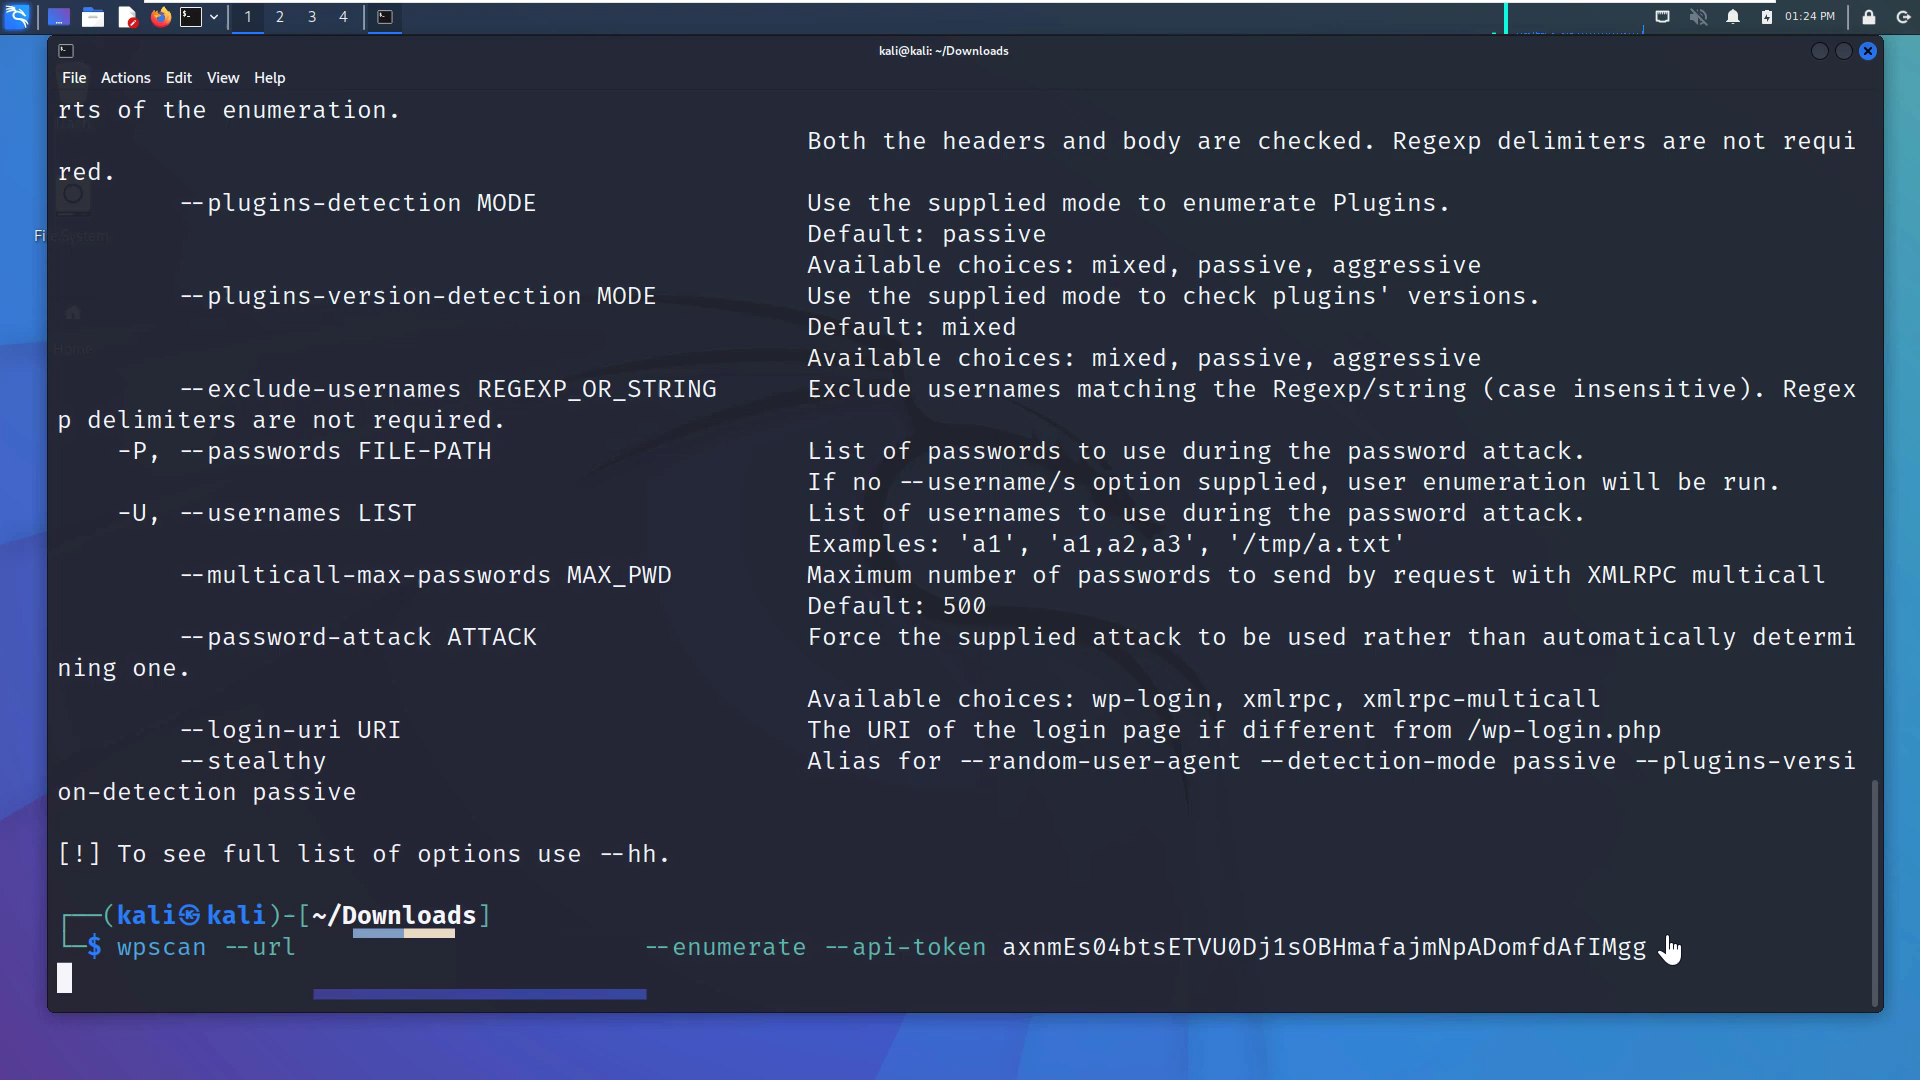 1 2 3 4 01:24 PM
kali@kali: ~/Downloads
File Actions Edit View Help
rts of the enumeration.
Both the headers and body are checked. Regexp delimiters are not requi
red.
--plugins-detection MODE Use the supplied mode to enumerate Plugins.
File System
Default: passive
Available choices: mixed, passive, aggressive
--plugins-version-detection MODE Use the supplied mode to check plugins' versions.
Default: mixed
Home
Available choices: mixed, passive, aggressive
--exclude-usernames REGEXP_OR_STRING Exclude usernames matching the Regexp/string (case insensitive). Regex
p delimiters are not required.
-P, --passwords FILE-PATH List of passwords to use during the password attack.
If no --username/s option supplied, user enumeration will be run.
-U, --usernames LIST List of usernames to use during the password attack.
Examples: 'a1', 'a1,a2,a3', '/tmp/a.txt'
--multicall-max-passwords MAX_PWD Maximum number of passwords to send by request with XMLRPC multicall
Default: 500
--password-attack ATTACK Force the supplied attack to be used rather than automatically determi
ning one.
Available choices: wp-login, xmlrpc, xmlrpc-multicall
--login-uri URI The URI of the login page if different from /wp-login.php
--stealthy Alias for --random-user-agent --detection-mode passive --plugins-versi
on-detection passive
[!] To see full list of options use --hh.
(kali㉿kali)-[~/Downloads]
$ wpscan --url --enumerate --api-token axnmEs04btsETVU0Dj1sOBHmafajmNpADomfdAfIMgg